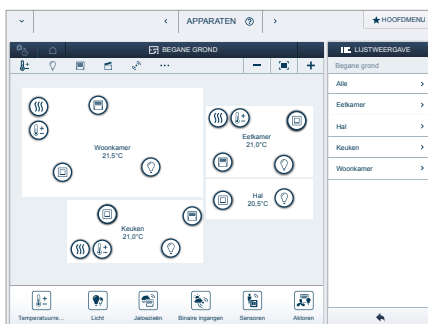 APPARATEN
HOOFDMENU
BEGANE GROND
LIJSTWEERGAVE
Begane grond
Alle
Eetkamer
Hal
Keuken
Woonkamer
Woonkamer
21,5°C
Eetkamer
21,0°C
Hal
20,5°C
Keuken
21,0°C
Temperatuurre...
Licht
Jaloezieën
Binaire ingangen
Sensoren
Aktoren